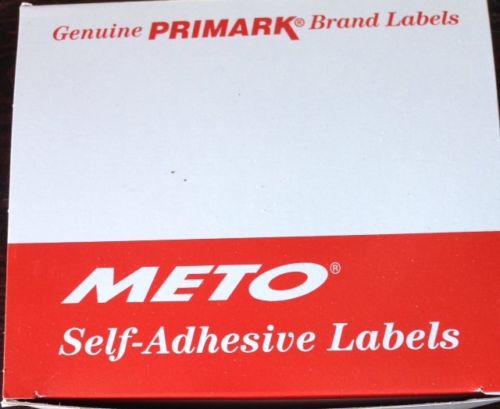 Genuine PRIMARK® Brand Labels
METO®
Self-Adhesive Labels